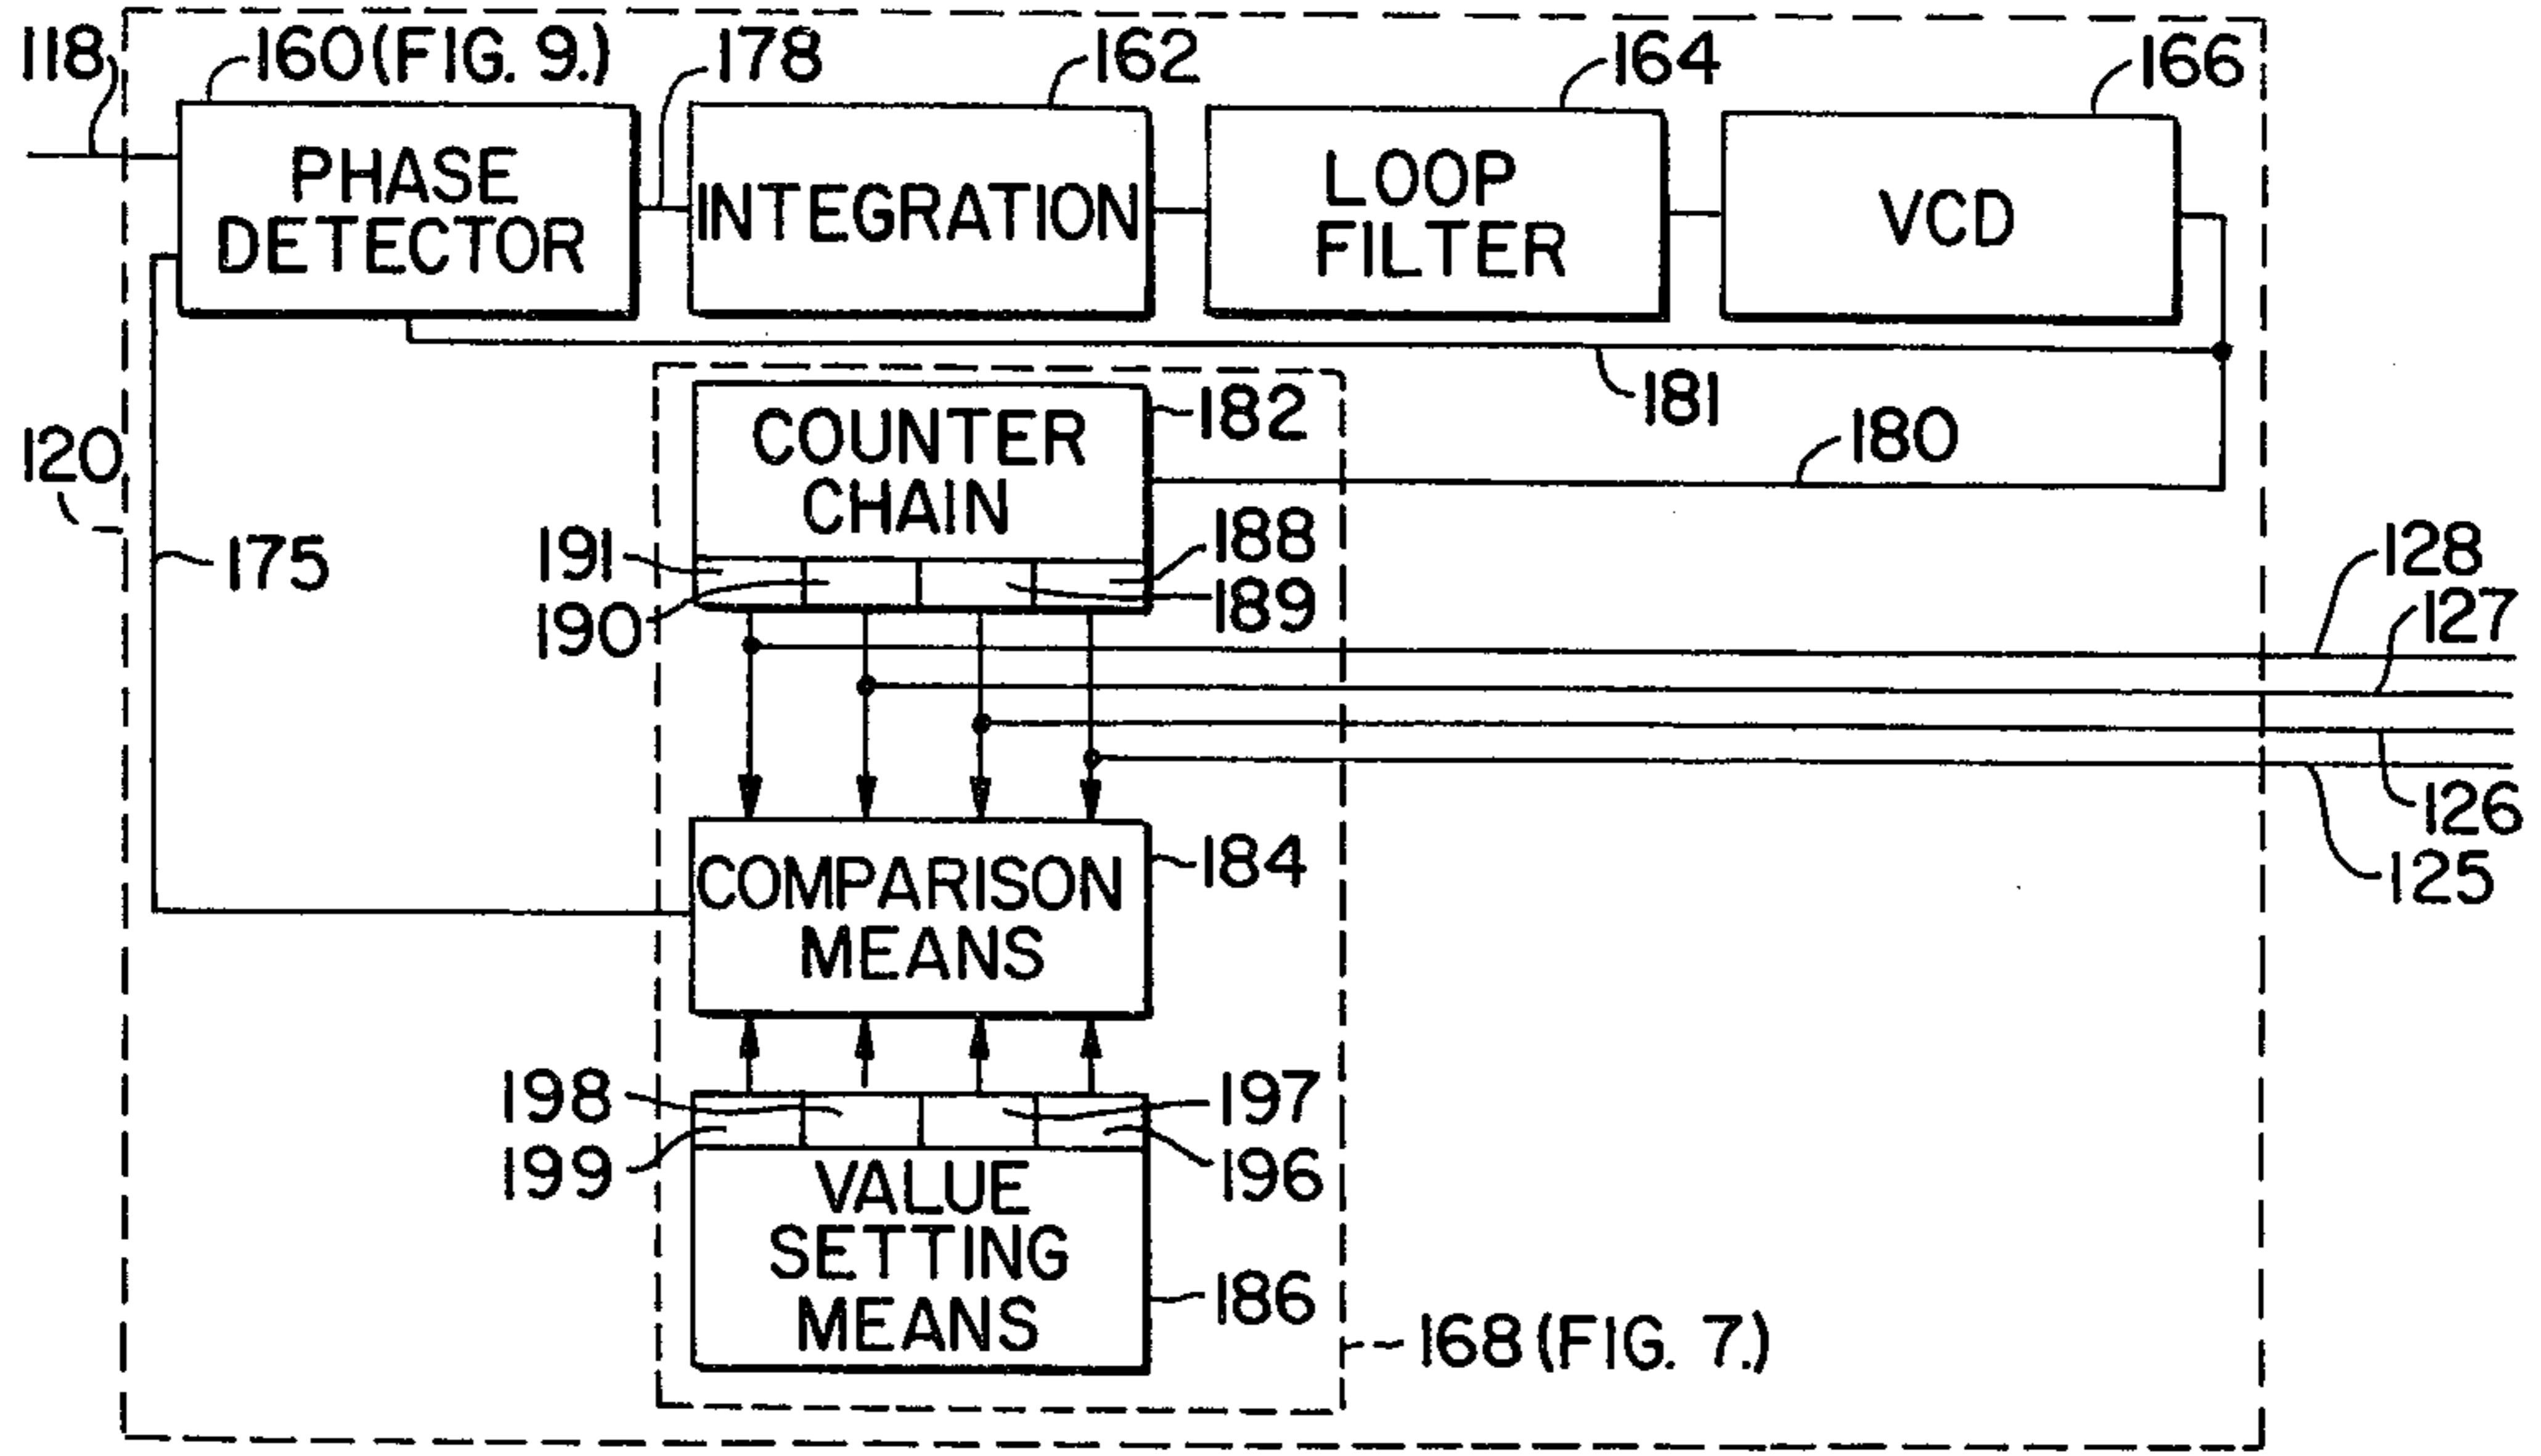 118
160 (FIG. 9.)
178
162
164
166
PHASE
DETECTOR
INTEGRATION
LOOP
FILTER
VCD
181
180
120
175
COUNTER
CHAIN
182
191
190
188
189
128
127
126
125
COMPARISON
MEANS
184
198
199
197
196
VALUE
SETTING
MEANS
186
168 (FIG. 7.)